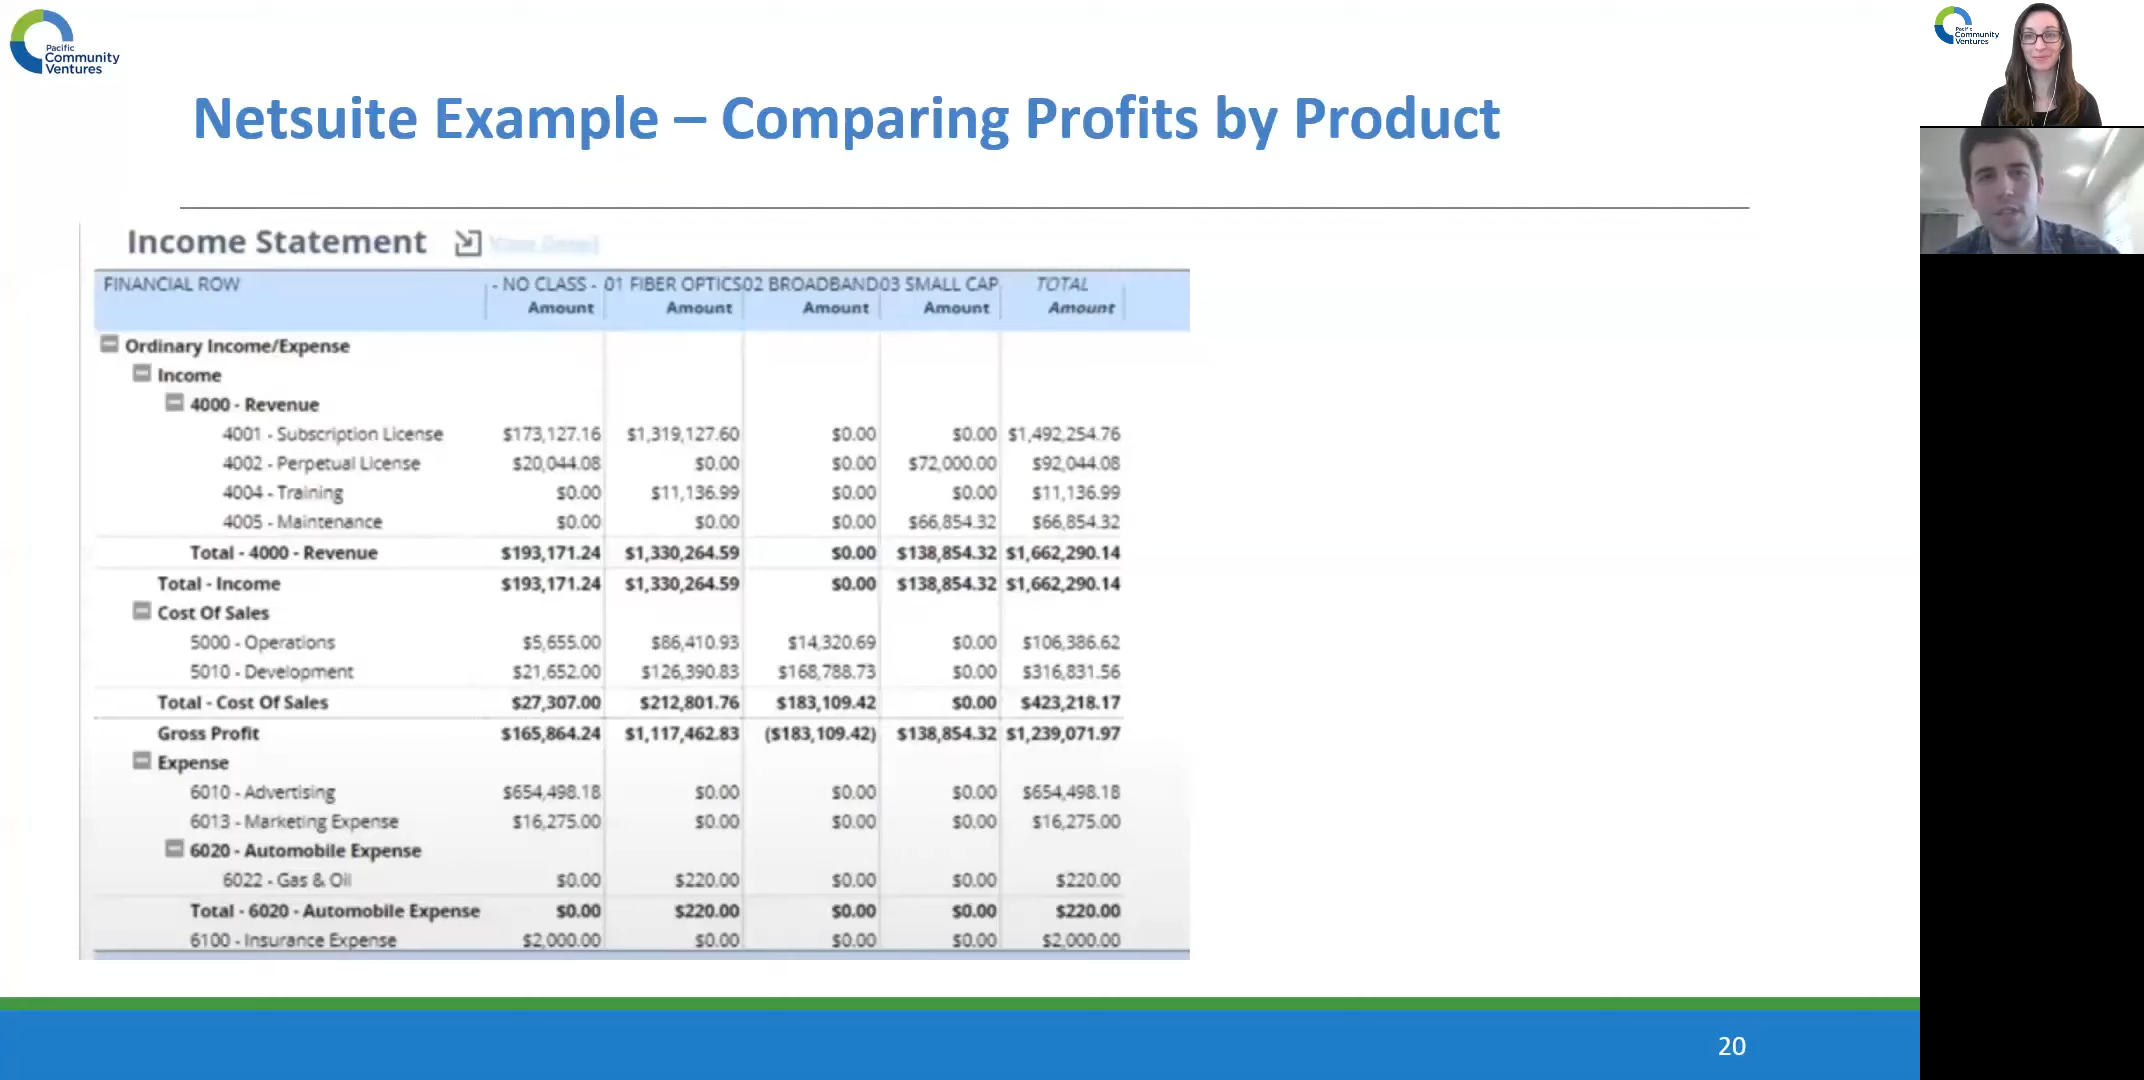 Pacific
Community
Ventures
Netsuite Example – Comparing Profits by Product
Income Statement
FINANCIAL ROW - NO CLASS - 01 FIBER OPTICS 02 BROADBAND 03 SMALL CAP TOTAL
Amount Amount Amount Amount Amount
Ordinary Income/Expense
Income
4000 - Revenue
4001 - Subscription License $173,127.16 $1,319,127.60 $0.00 $0.00 $1,492,254.76
4002 - Perpetual License $20,044.08 $0.00 $0.00 $72,000.00 $92,044.08
4004 - Training $0.00 $11,136.99 $0.00 $0.00 $11,136.99
4005 - Maintenance $0.00 $0.00 $0.00 $66,854.32 $66,854.32
Total - 4000 - Revenue $193,171.24 $1,330,264.59 $0.00 $138,854.32 $1,662,290.14
Total - Income $193,171.24 $1,330,264.59 $0.00 $138,854.32 $1,662,290.14
Cost Of Sales
5000 - Operations $5,655.00 $86,410.93 $14,320.69 $0.00 $106,386.62
5010 - Development $21,652.00 $126,390.83 $168,788.73 $0.00 $316,831.56
Total - Cost Of Sales $27,307.00 $212,801.76 $183,109.42 $0.00 $423,218.17
Gross Profit $165,864.24 $1,117,462.83 ($183,109.42) $138,854.32 $1,239,071.97
Expense
6010 - Advertising $654,498.18 $0.00 $0.00 $0.00 $654,498.18
6013 - Marketing Expense $16,275.00 $0.00 $0.00 $0.00 $16,275.00
6020 - Automobile Expense
6022 - Gas & Oil $0.00 $220.00 $0.00 $0.00 $220.00
Total - 6020 - Automobile Expense $0.00 $220.00 $0.00 $0.00 $220.00
6100 - Insurance Expense $2,000.00 $0.00 $0.00 $0.00 $2,000.00
20
Pacific
Community
Ventures